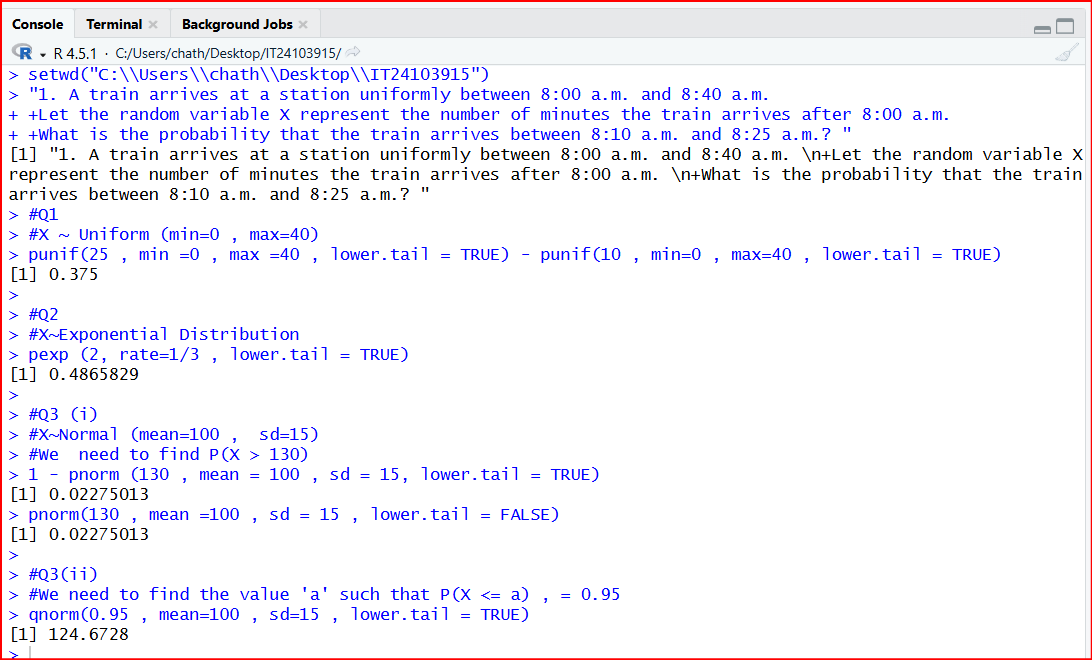 Console Terminal Background Jobs
R R 4.5.1 · C:/Users/chath/Desktop/IT24103915/
> setwd("C:\\Users\\chath\\Desktop\\IT24103915")
> "1. A train arrives at a station uniformly between 8:00 a.m. and 8:40 a.m.
+ +Let the random variable X represent the number of minutes the train arrives after 8:00 a.m.
+ +What is the probability that the train arrives between 8:10 a.m. and 8:25 a.m.? "
[1] "1. A train arrives at a station uniformly between 8:00 a.m. and 8:40 a.m. \n+Let the random variable X
represent the number of minutes the train arrives after 8:00 a.m. \n+What is the probability that the train
arrives between 8:10 a.m. and 8:25 a.m.? "
> #Q1
> #X ~ Uniform (min=0 , max=40)
> punif(25 , min =0 , max =40 , lower.tail = TRUE) - punif(10 , min=0 , max=40 , lower.tail = TRUE)
[1] 0.375
>
> #Q2
> #X~Exponential Distribution
> pexp (2, rate=1/3 , lower.tail = TRUE)
[1] 0.4865829
>
> #Q3 (i)
> #X~Normal (mean=100 ,  sd=15)
> #We  need to find P(X > 130)
> 1 - pnorm (130 , mean = 100 , sd = 15, lower.tail = TRUE)
[1] 0.02275013
> pnorm(130 , mean =100 , sd = 15 , lower.tail = FALSE)
[1] 0.02275013
>
> #Q3(ii)
> #We need to find the value 'a' such that P(X <= a) , = 0.95
> qnorm(0.95 , mean=100 , sd=15 , lower.tail = TRUE)
[1] 124.6728
>